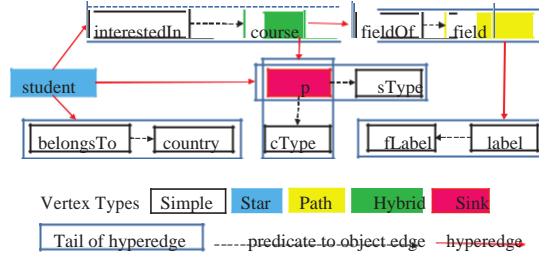 interestedIn course fieldOf field
student p sType
belongsTo country cType fLabel label
Vertex Types Simple Star Path Hybrid Sink
Tail of hyperedge predicate to object edge hyperedge